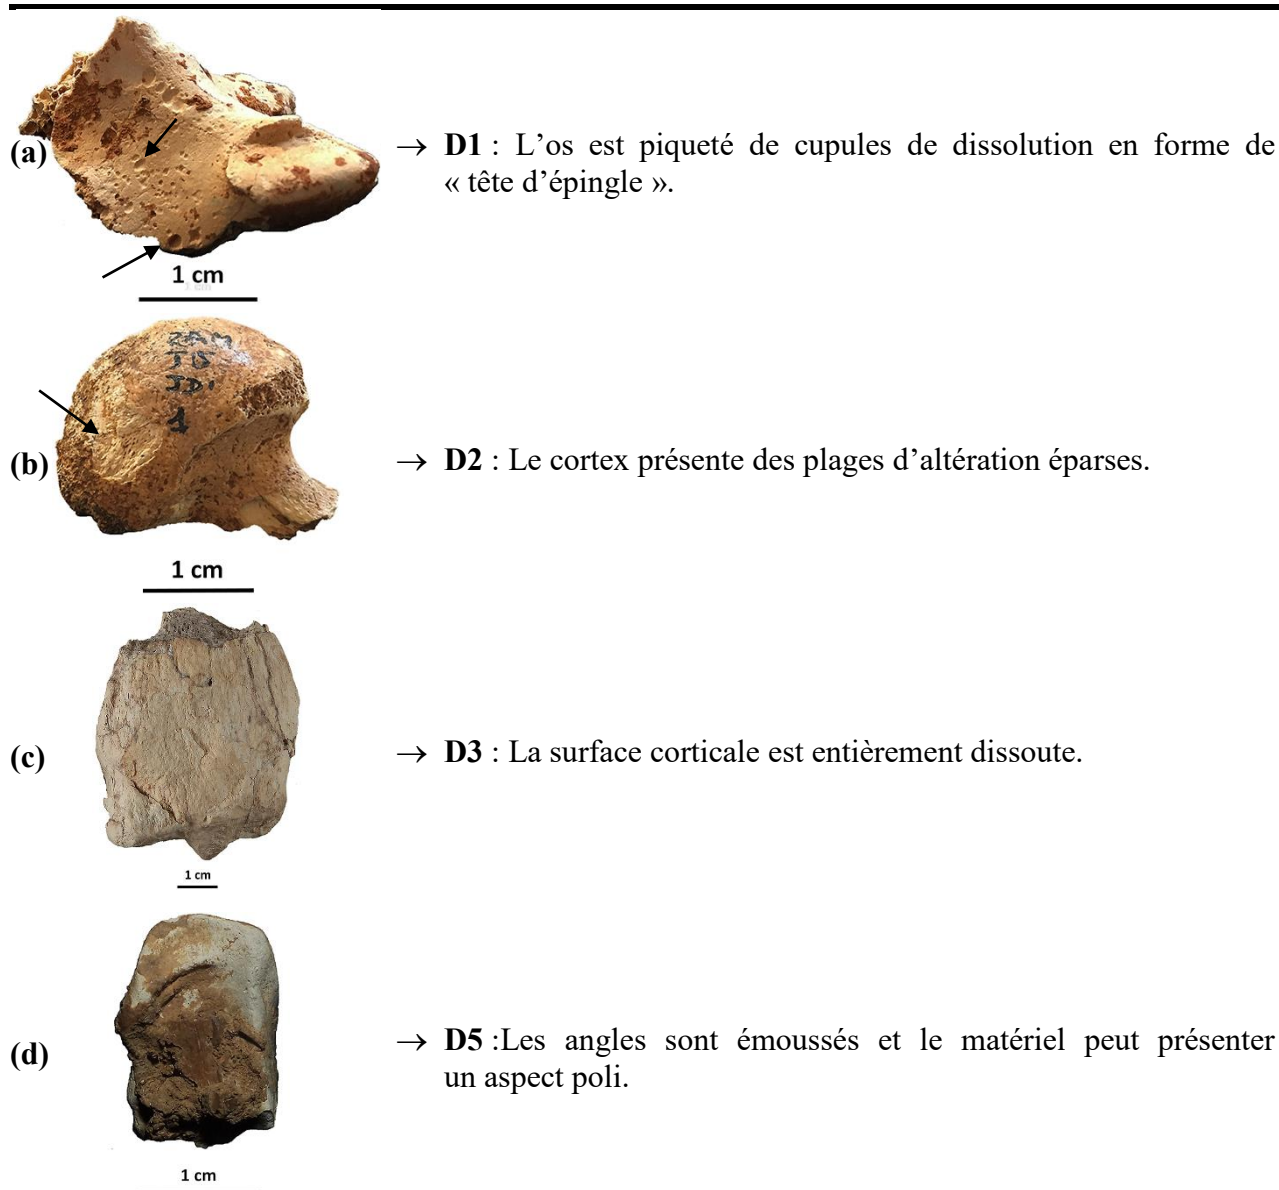 (a)
→ D1 : L’os est piqueté de cupules de dissolution en forme de
« tête d’épingle ».
1 cm
(b)
→ D2 : Le cortex présente des plages d’altération éparses.
1 cm
(c)
→ D3 : La surface corticale est entièrement dissoute.
1 cm
(d)
→ D5 :Les angles sont émoussés et le matériel peut présenter
un aspect poli.
1 cm